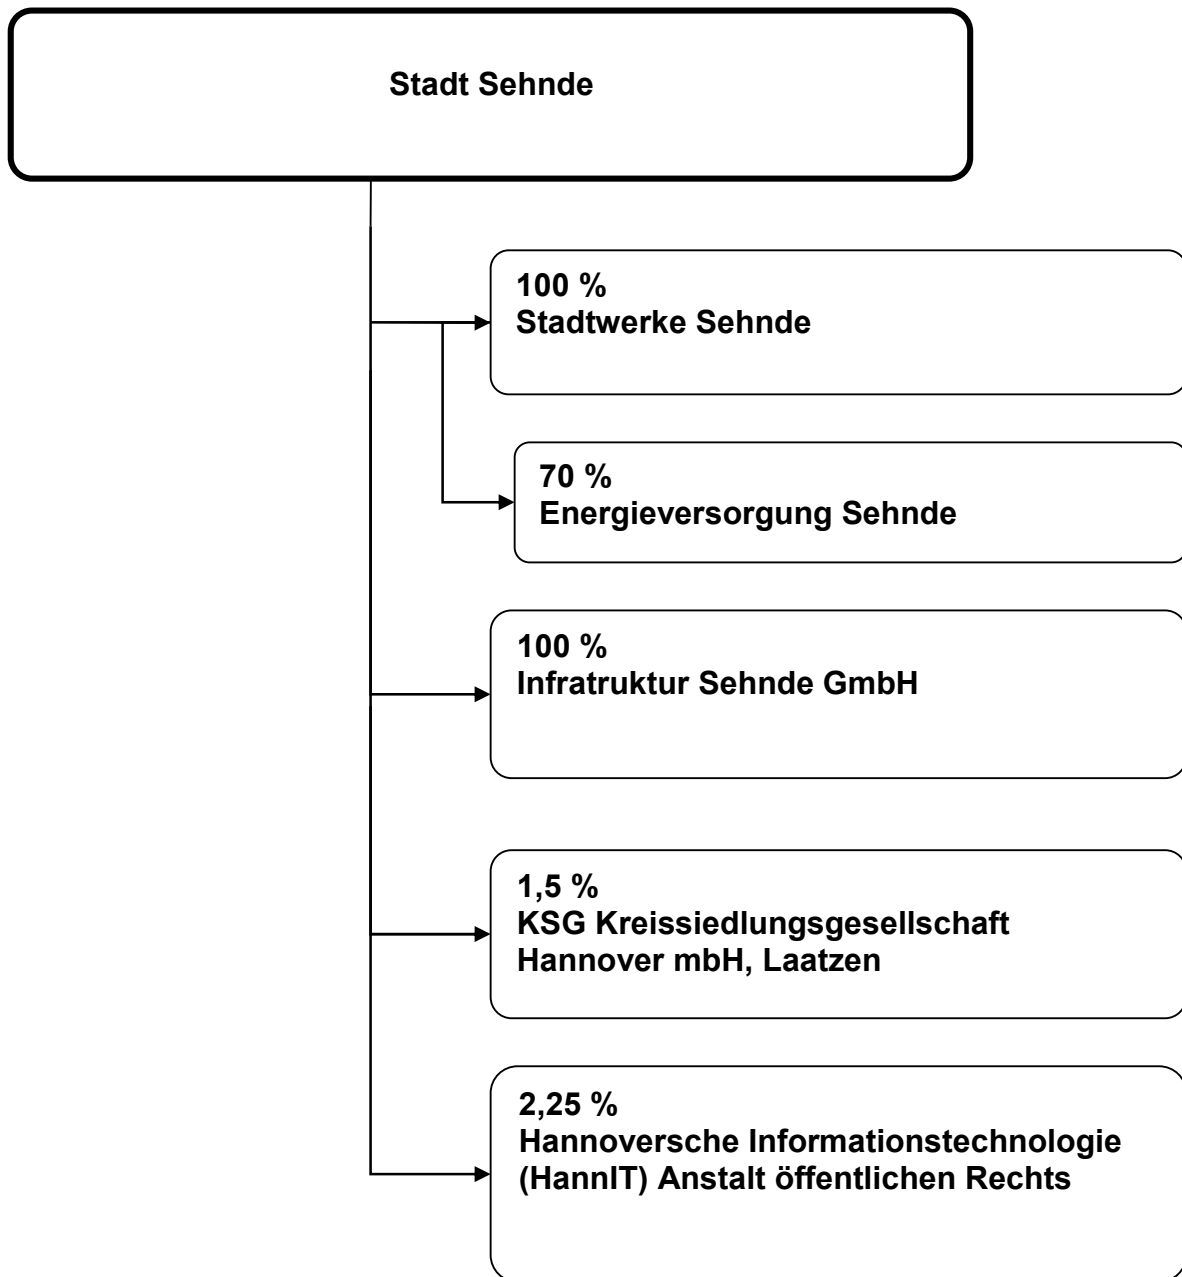 Stadt Sehnde
100 %
Stadtwerke Sehnde
70 %
Energieversorgung Sehnde
100 %
Infratruktur Sehnde GmbH
1,5 %
KSG Kreissiedlungsgesellschaft
Hannover mbH, Laatzen
2,25 %
Hannoversche Informationstechnologie
(HannIT) Anstalt öffentlichen Rechts